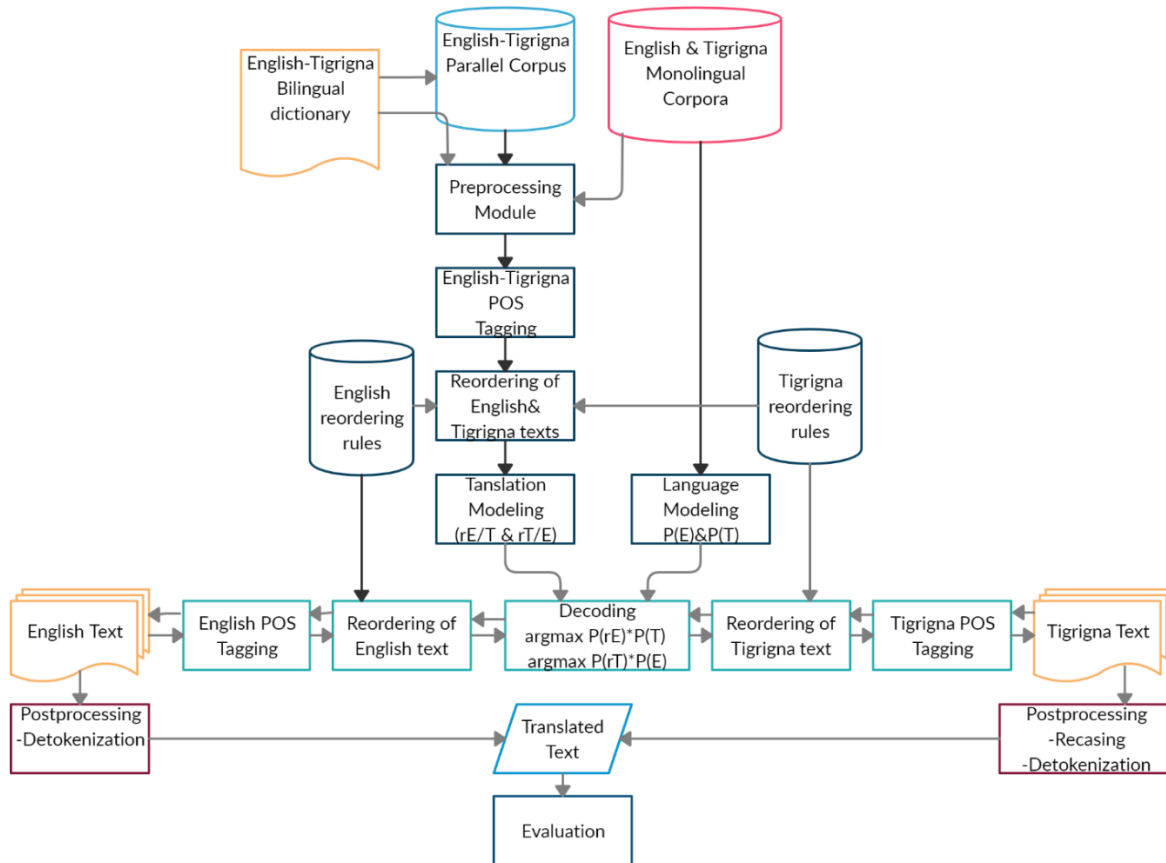 English-Tigrigna
Bilingual
dictionary
English-Tigrigna
Parallel Corpus
English & Tigrigna
Monolingual
Corpora
Preprocessing
Module
English-Tigrigna
POS
Tagging
English
reordering
rules
Reordering of
English&
Tigrigna texts
Tigrigna
reordering
rules
Tanslation
Modeling
(rE/T & rT/E)
Language
Modeling
P(E)&P(T)
English Text
English POS
Tagging
Reordering of
English text
Decoding
argmax P(rE)*P(T)
argmax P(rT)*P(E)
Reordering of
Tigrigna text
Tigrigna POS
Tagging
Tigrigna Text
Postprocessing
-Detokenization
Translated
Text
Postprocessing
-Recasing
-Detokenization
Evaluation